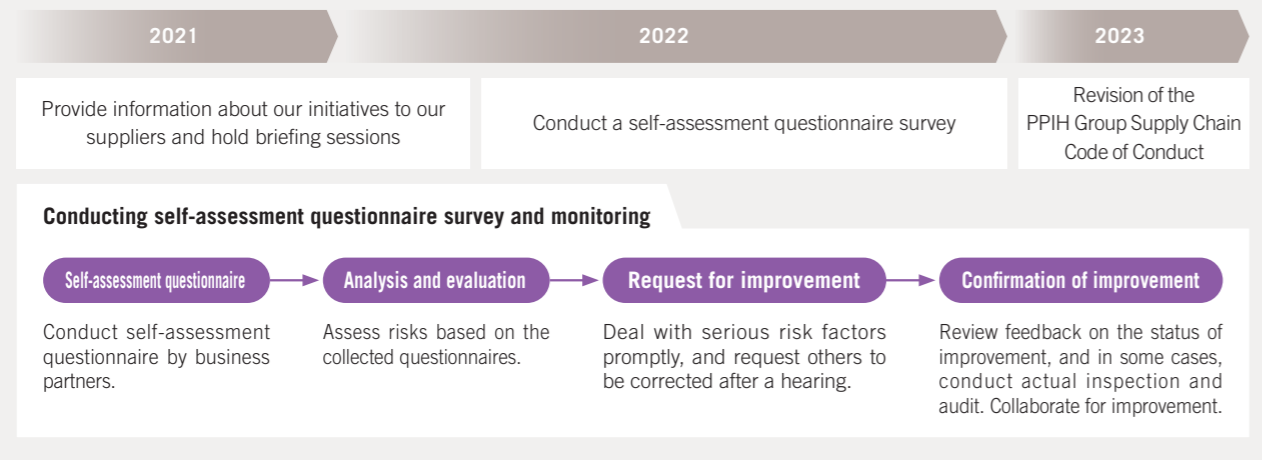 2021
2022
2023
Provide information about our initiatives to our
suppliers and hold briefing sessions
Conduct a self-assessment questionnaire survey
Revision of the
PPIH Group Supply Chain
Code of Conduct
Conducting self-assessment questionnaire survey and monitoring
Self-assessment questionnaire
Conduct self-assessment
questionnaire by business
partners.
Analysis and evaluation
Assess risks based on the
collected questionnaires.
Request for improvement
Deal with serious risk factors
promptly, and request others to
be corrected after a hearing.
Confirmation of improvement
Review feedback on the status of
improvement, and in some cases,
conduct actual inspection and
audit. Collaborate for improvement.